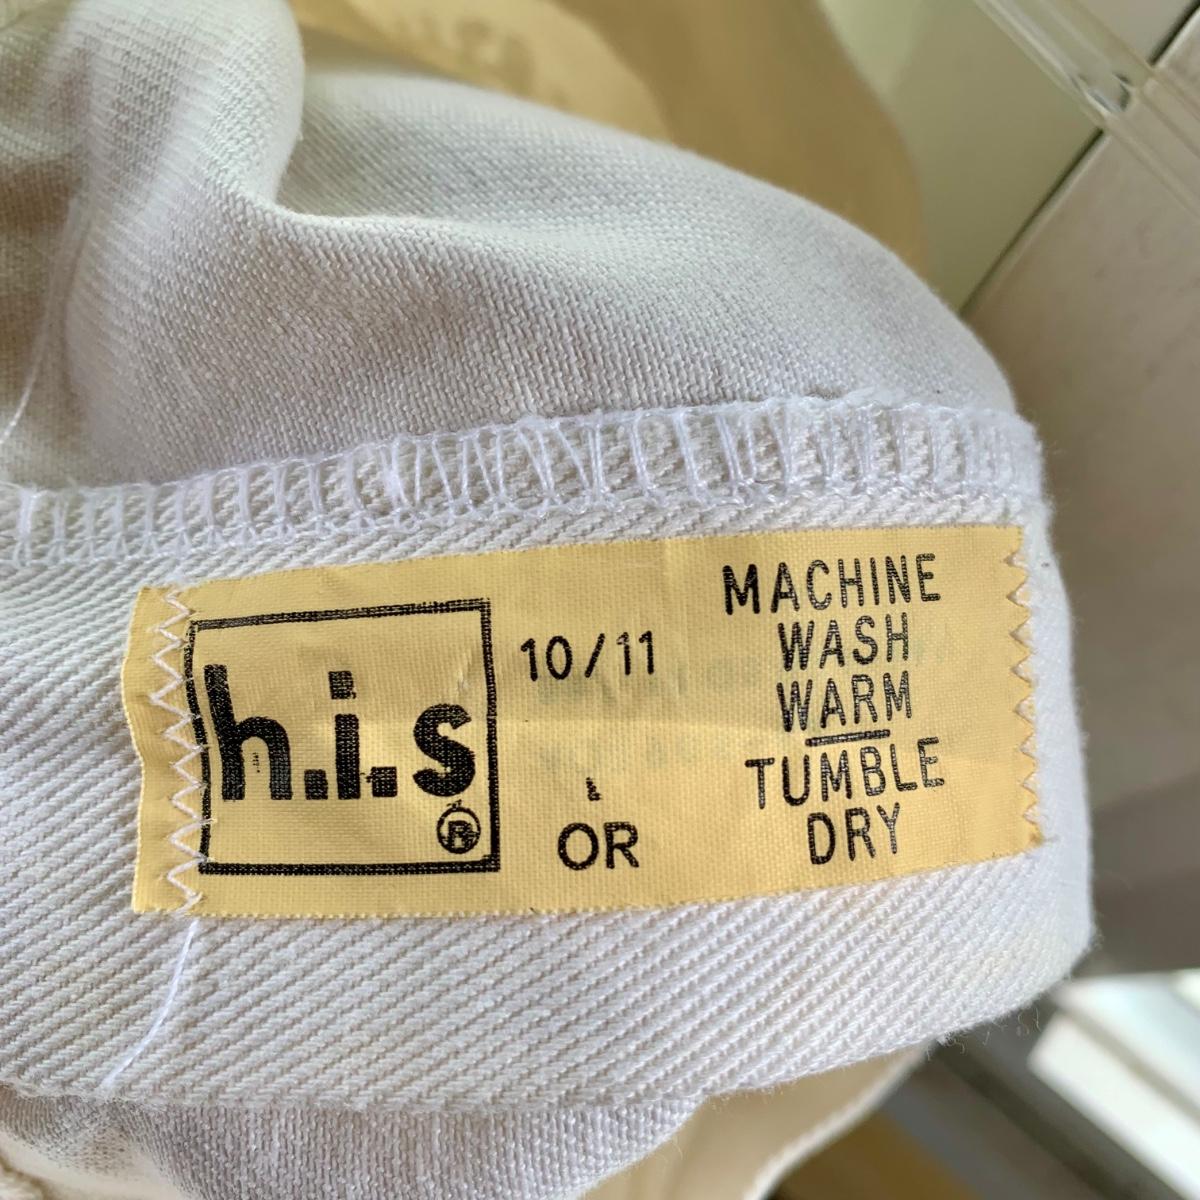 h.i.s
®
10/11
L
OR
MACHINE
WASH
WARM
TUMBLE
DRY